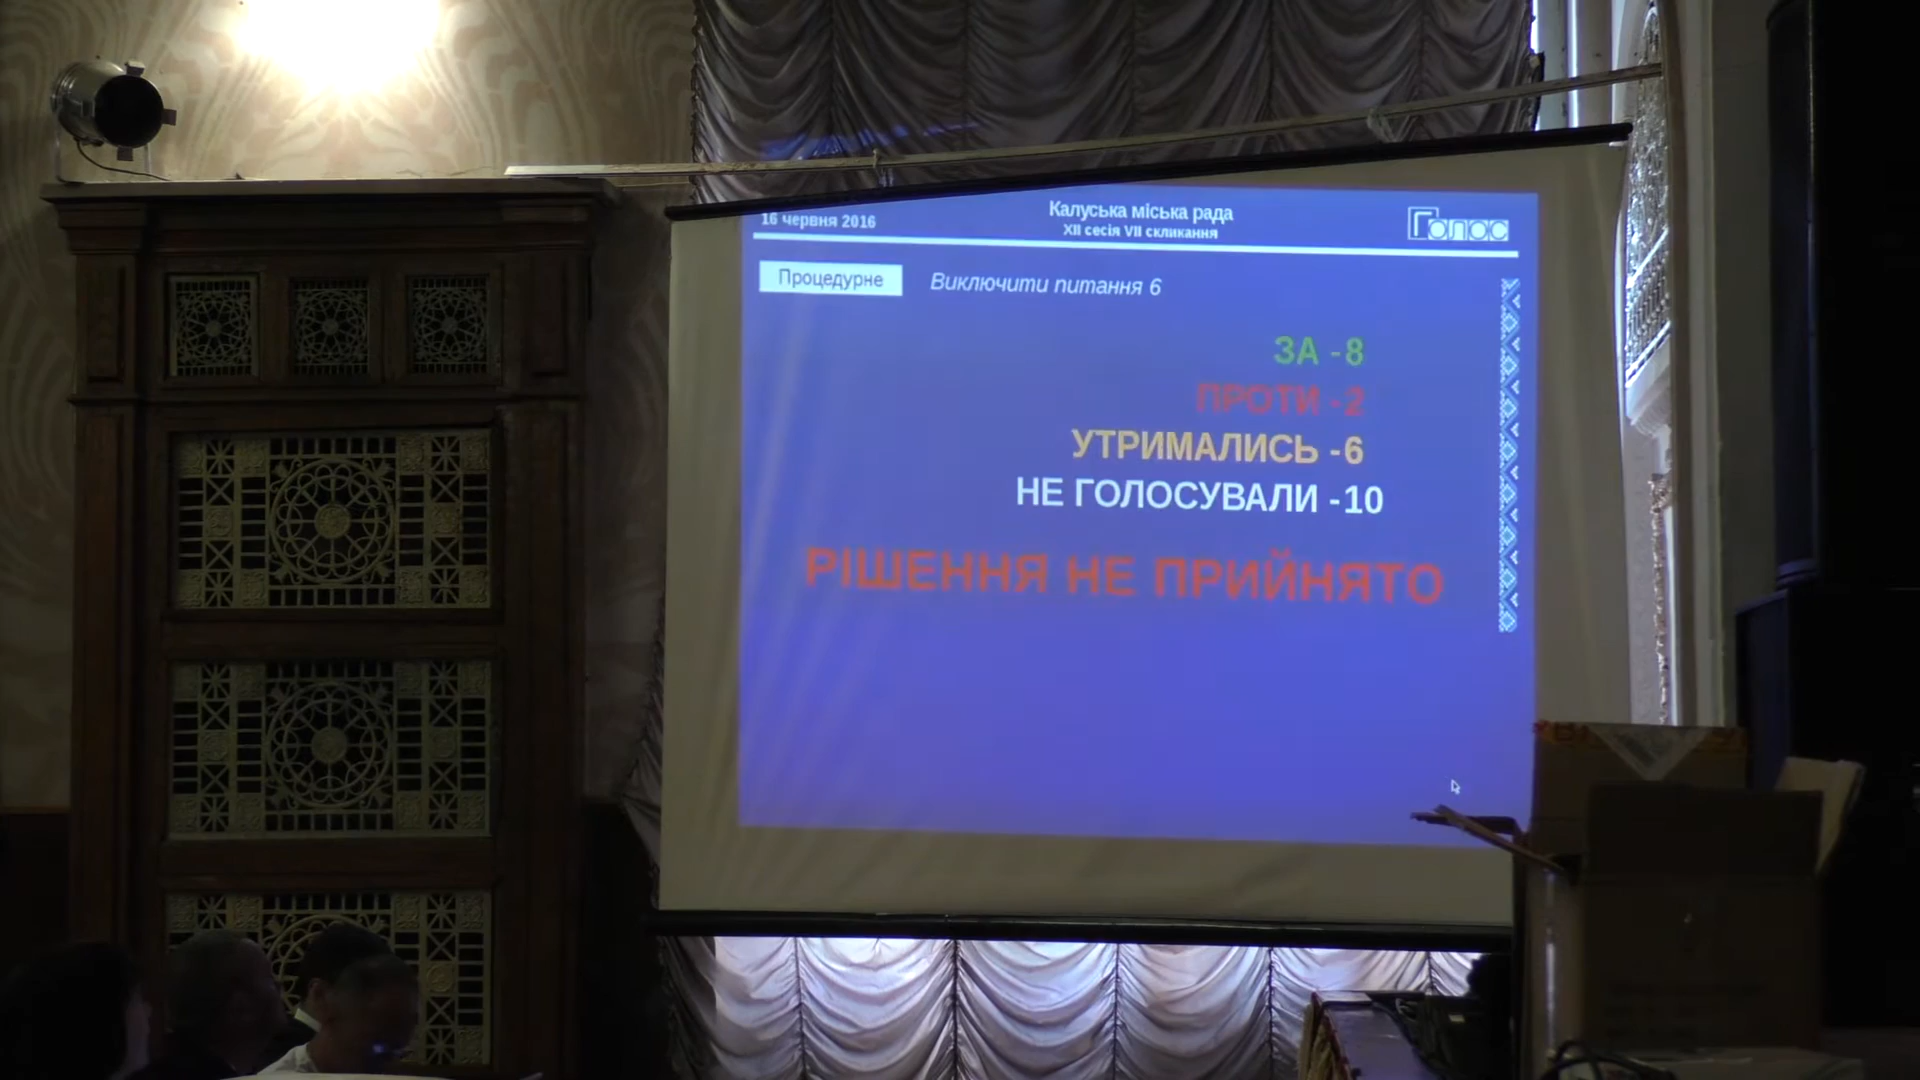 16 червня 2016
Калуська міська рада
XII сесія VII скликання
Голос
Процедурне
Виключити питання 6
ЗА - 8
ПРОТИ - 2
УТРИМАЛИСЬ - 6
НЕ ГОЛОСУВАЛИ - 10
РІШЕННЯ НЕ ПРИЙНЯТО